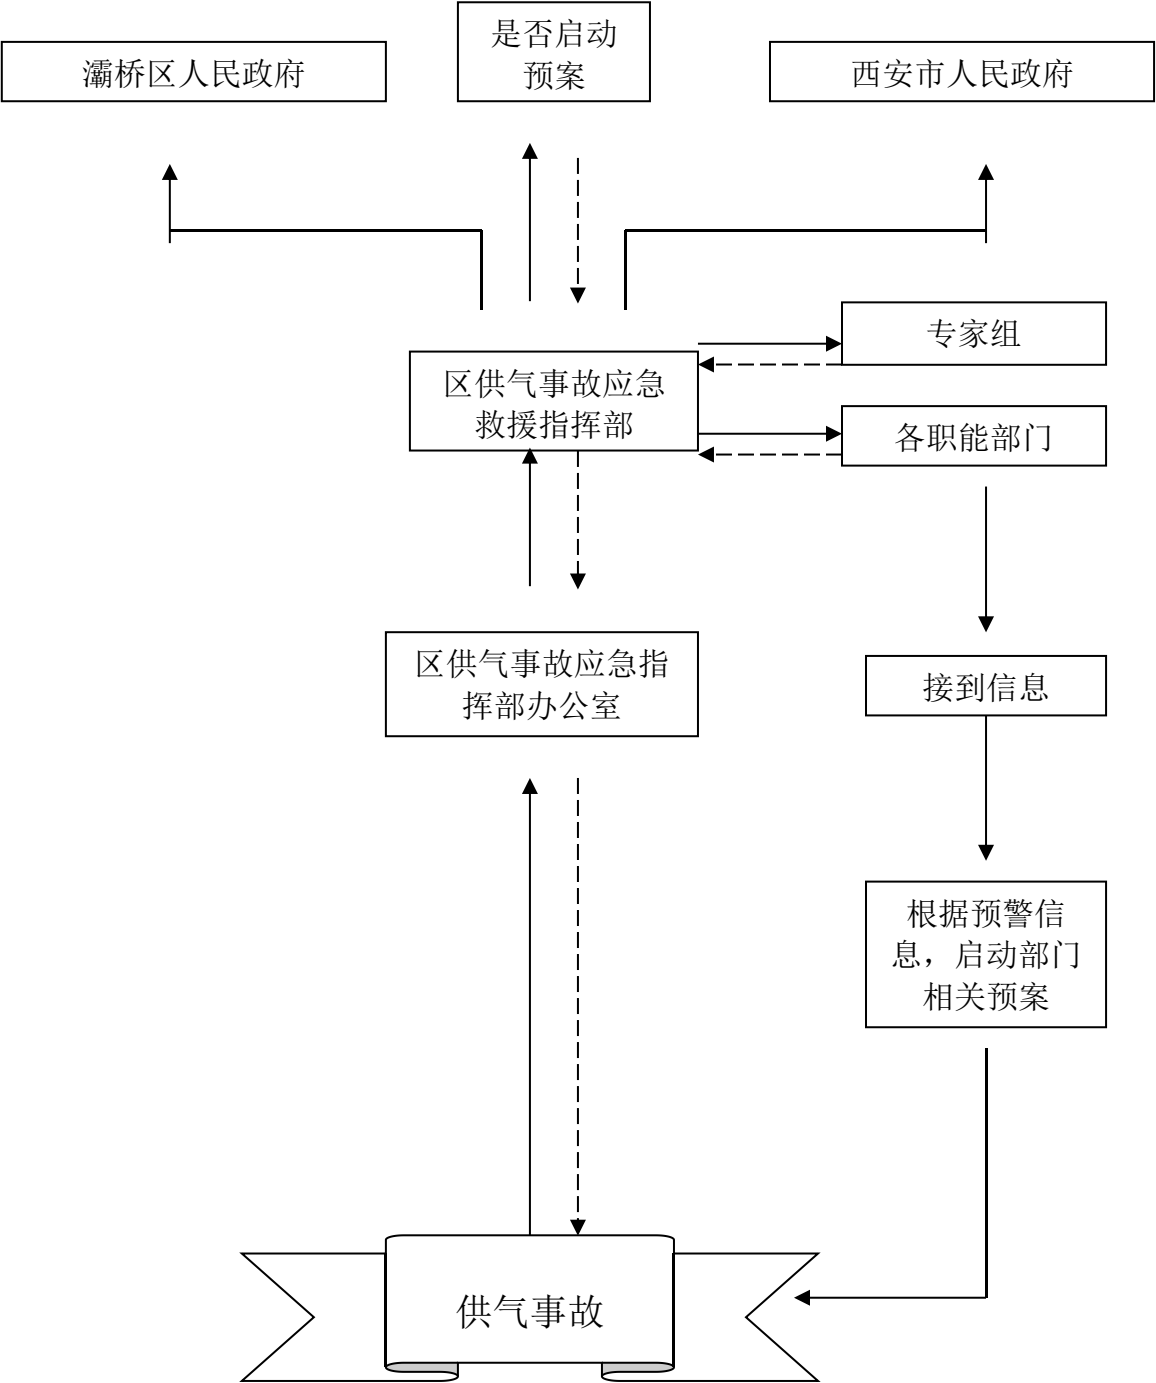 是否启动
预案
灞桥区人民政府
西安市人民政府
专家组
区供气事故应急
救援指挥部
各职能部门
区供气事故应急指
挥部办公室
接到信息
根据预警信
息，启动部门
相关预案
供气事故